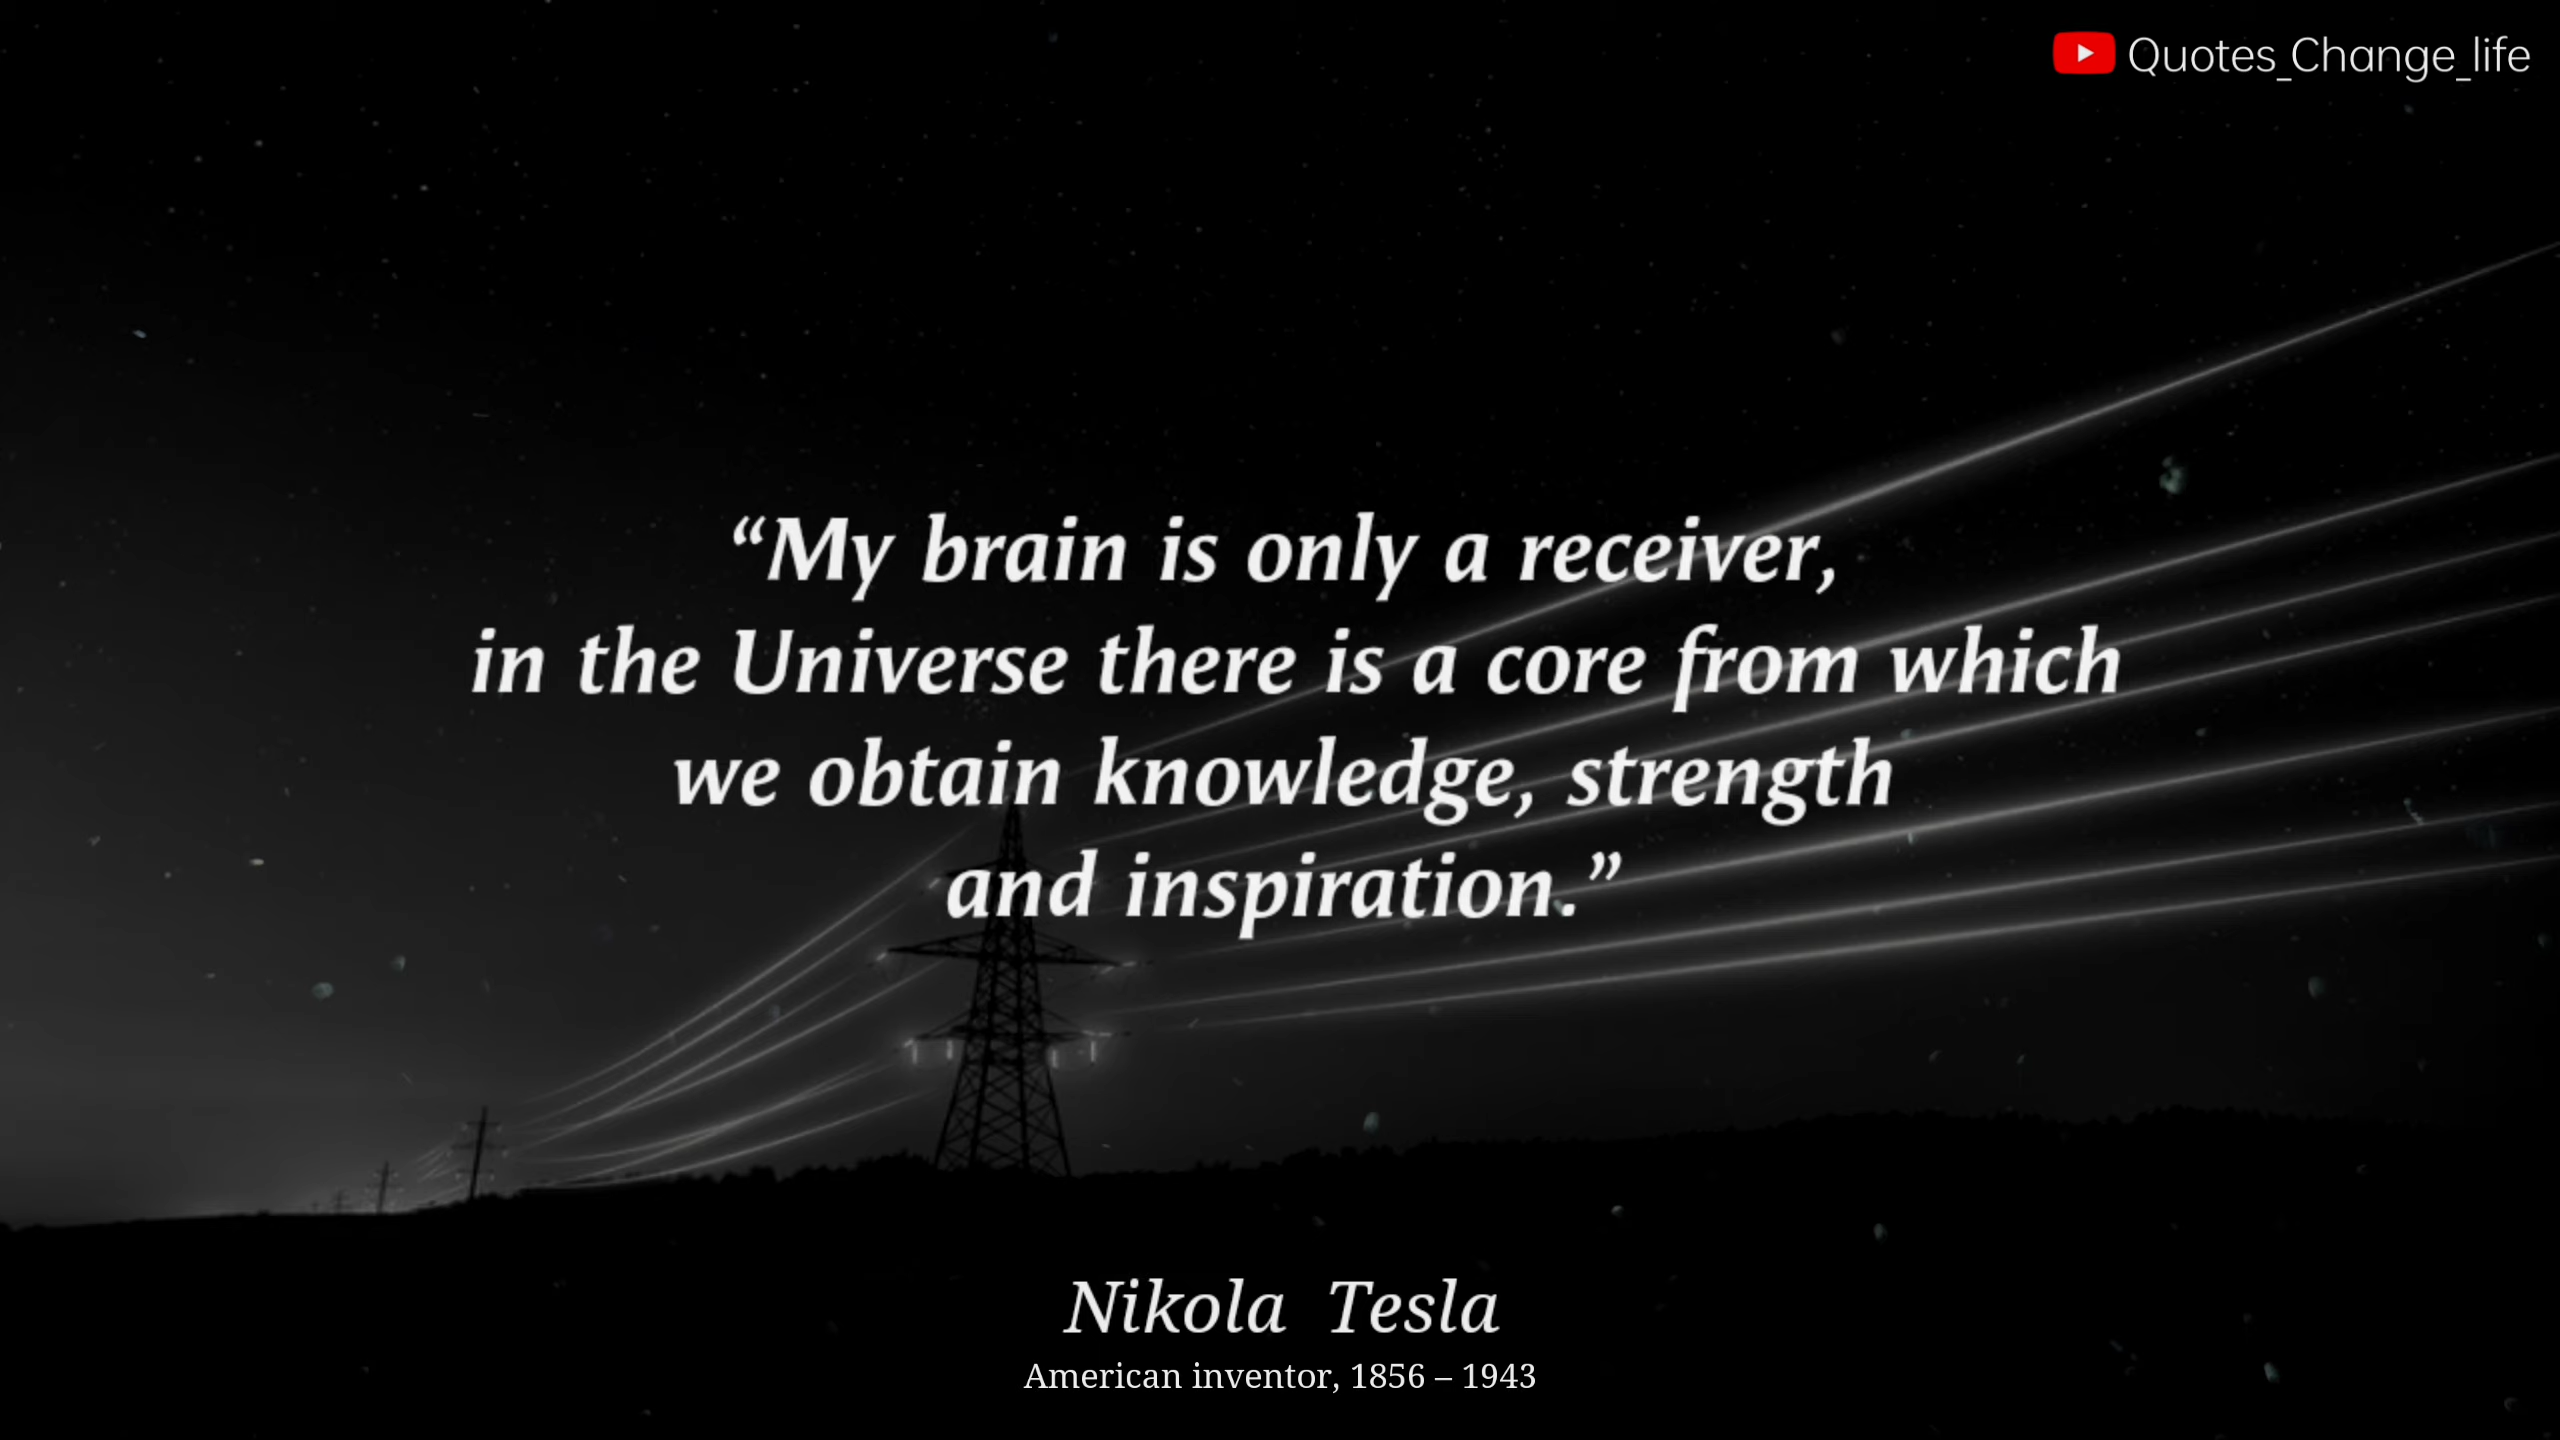 Quotes_Change_life
“My brain is only a receiver,
in the Universe there is a core from which
we obtain knowledge, strength
and inspiration.”
Nikola Tesla
American inventor, 1856 – 1943